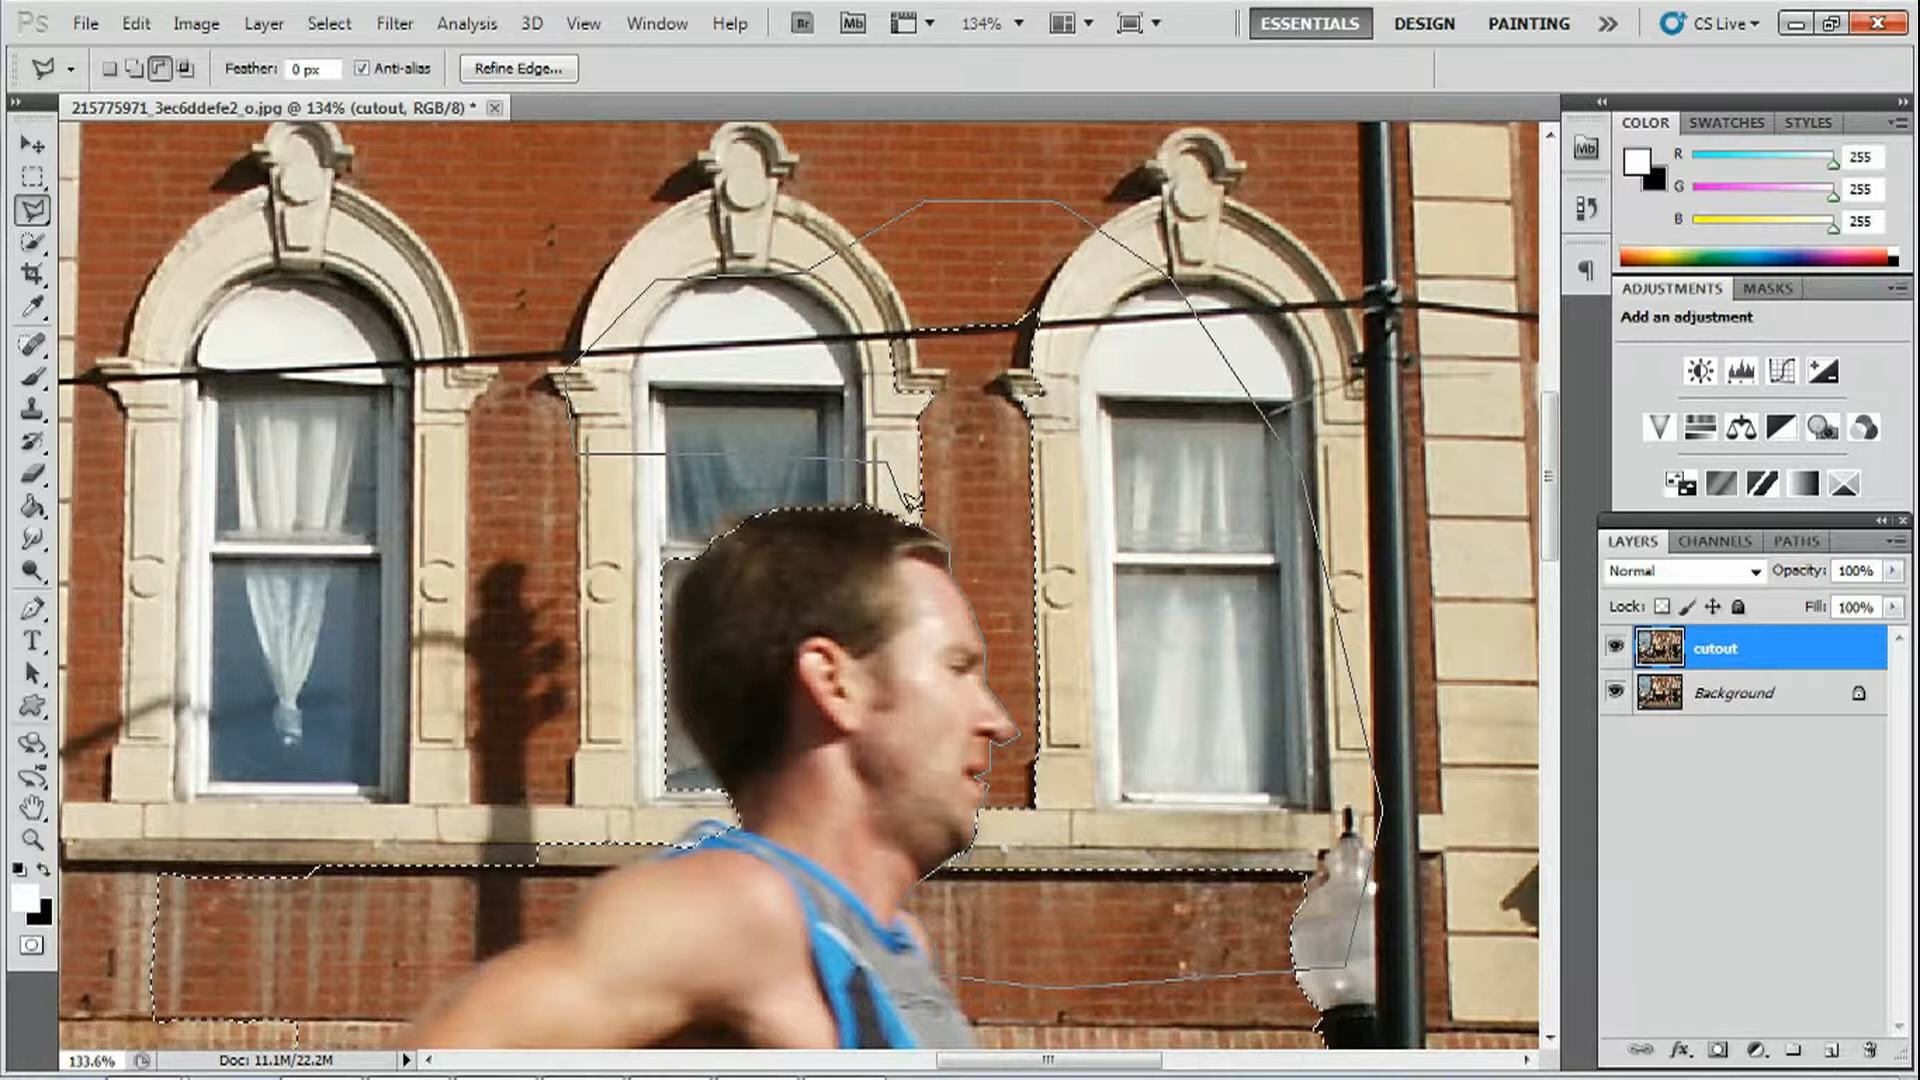 Ps File Edit Image Layer Select Filter Analysis 3D View Window Help Br Mb 134% ESSENTIALS DESIGN PAINTING CS Live
Feather: 0 px Anti-alias Refine Edge...
215775971_3ec6ddefe2_o.jpg @ 134% (cutout, RGB/8) *
COLOR SWATCHES STYLES
Mb
R 255
G 255
B 255
ADJUSTMENTS MASKS
Add an adjustment
LAYERS CHANNELS PATHS
Normal Opacity: 100%
Lock: Fill: 100%
cutout
Background
T
fx
133.6% Doc: 11.1M/22.2M